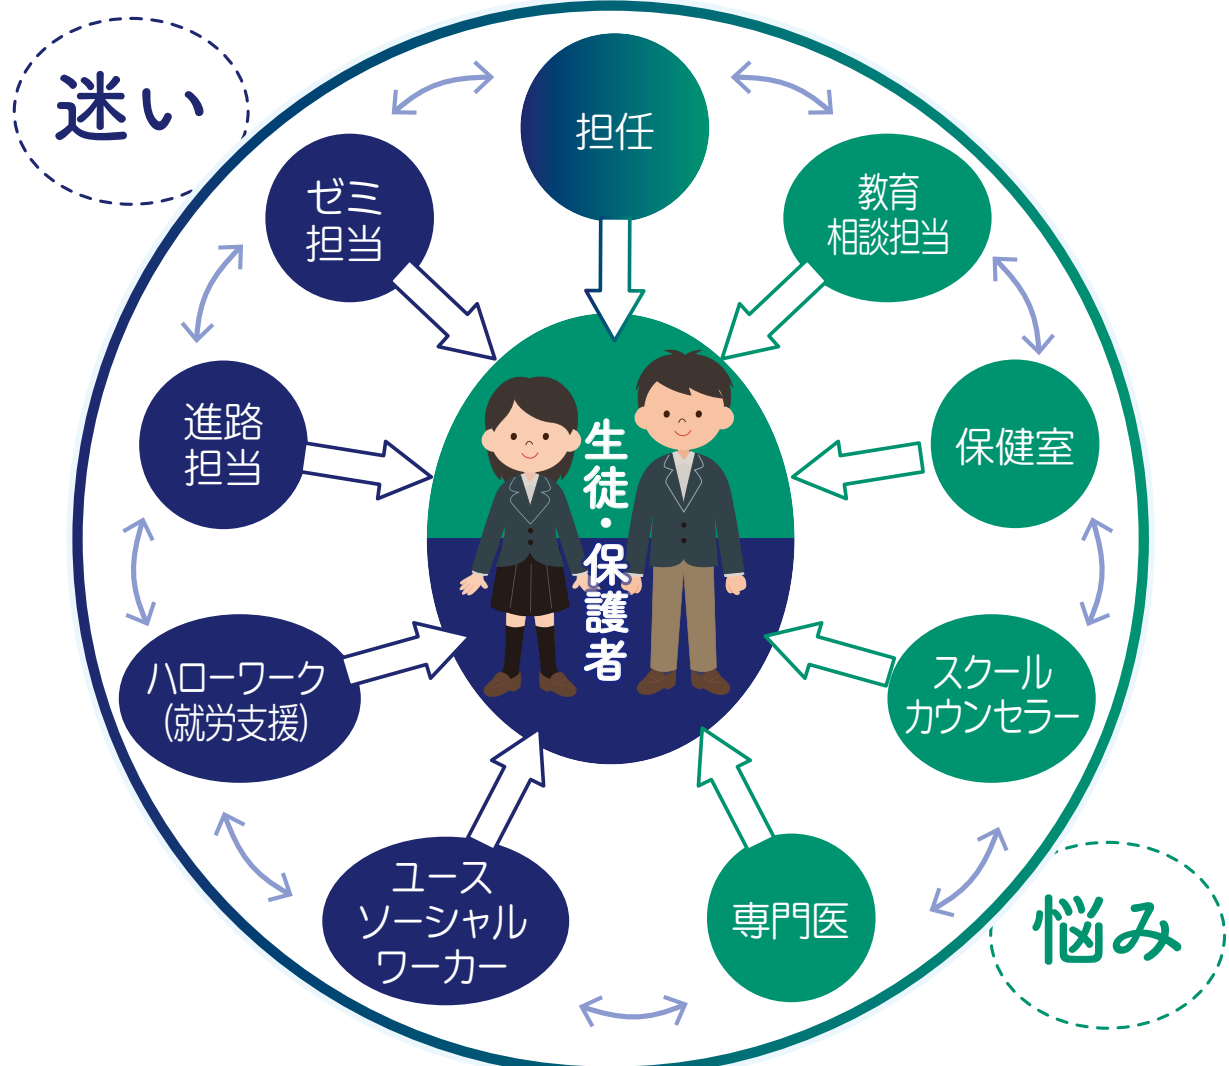 迷い
担任
ゼミ
担当
教育
相談担当
進路
担当
保健室
生徒・保護者
ハローワーク
(就労支援)
スクール
カウンセラー
ユース
ソーシャル
ワーカー
専門医
悩み